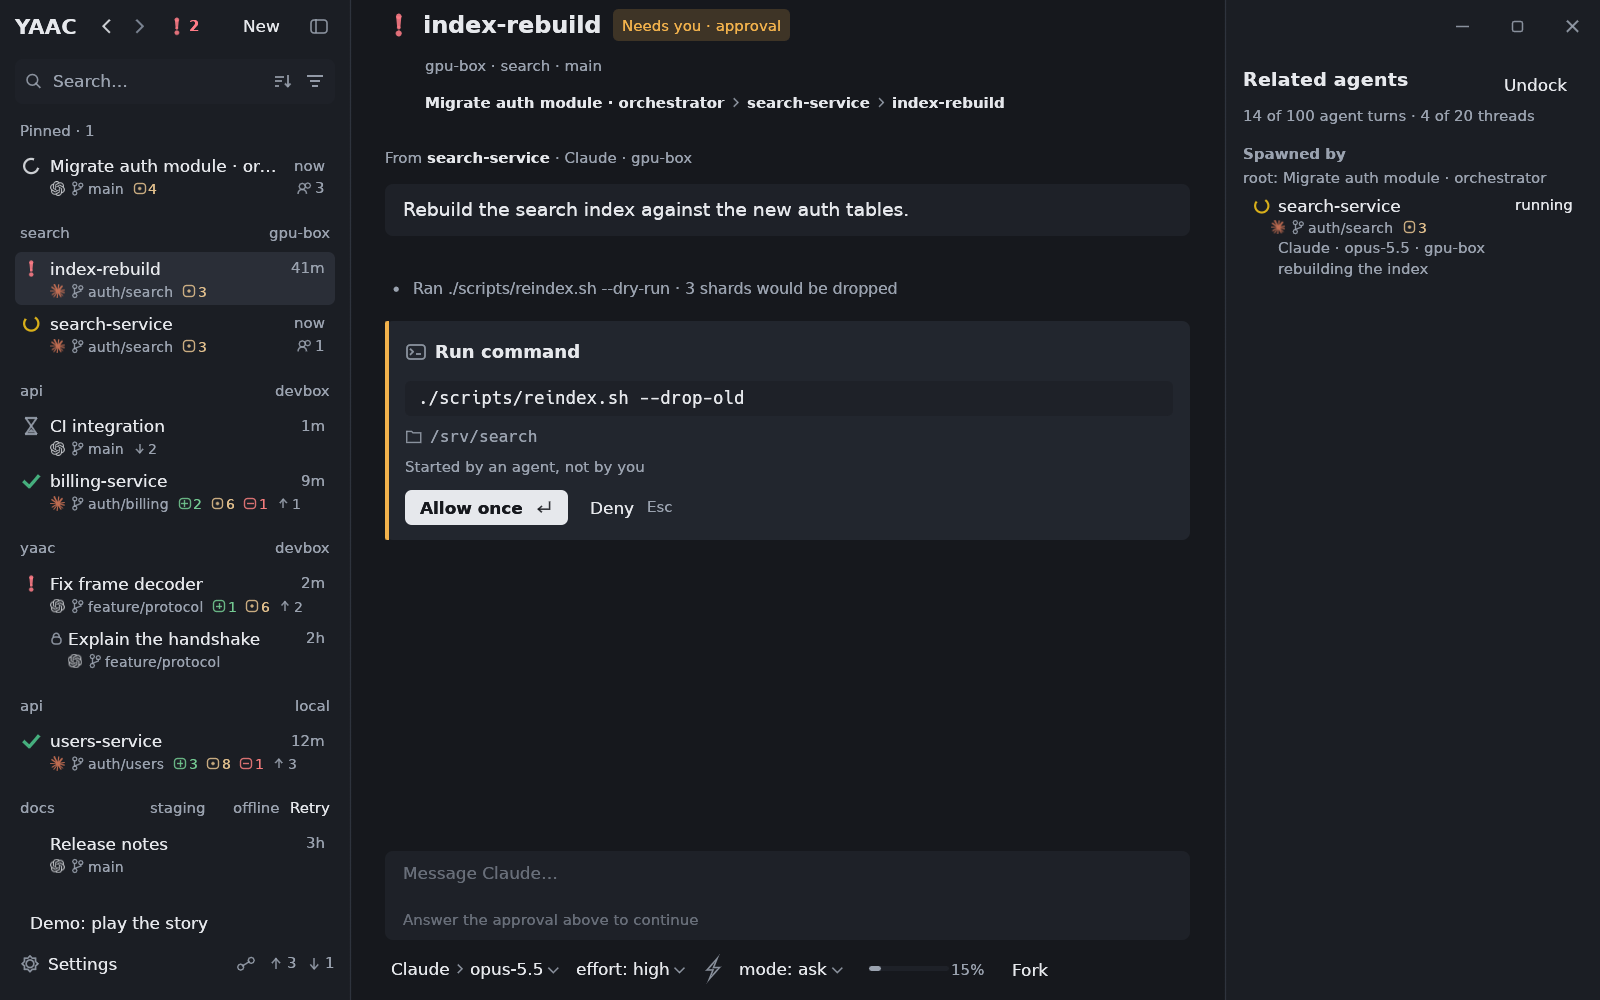 YAAC
2
New
Search...
Pinned · 1
Migrate auth module · or... now
main 4 3
search gpu-box
index-rebuild 41m
auth/search 3
search-service now
auth/search 3 1
api devbox
CI integration 1m
main ↓2
billing-service 9m
auth/billing 2 6 1 ↑1
yaac devbox
Fix frame decoder 2m
feature/protocol 1 6 ↑2
Explain the handshake 2h
feature/protocol
api local
users-service 12m
auth/users 3 8 1 ↑3
docs staging offline Retry
Release notes 3h
main
Demo: play the story
Settings ↑3 ↓1
index-rebuild Needs you · approval
gpu-box · search · main
Migrate auth module · orchestrator > search-service > index-rebuild
From search-service · Claude · gpu-box
Rebuild the search index against the new auth tables.
• Ran ./scripts/reindex.sh --dry-run · 3 shards would be dropped
Run command
./scripts/reindex.sh --drop-old
/srv/search
Started by an agent, not by you
Allow once Deny Esc
Message Claude...
Answer the approval above to continue
Claude > opus-5.5 effort: high mode: ask 15% Fork
Related agents Undock
14 of 100 agent turns · 4 of 20 threads
Spawned by
root: Migrate auth module · orchestrator
search-service running
auth/search 3
Claude · opus-5.5 · gpu-box
rebuilding the index